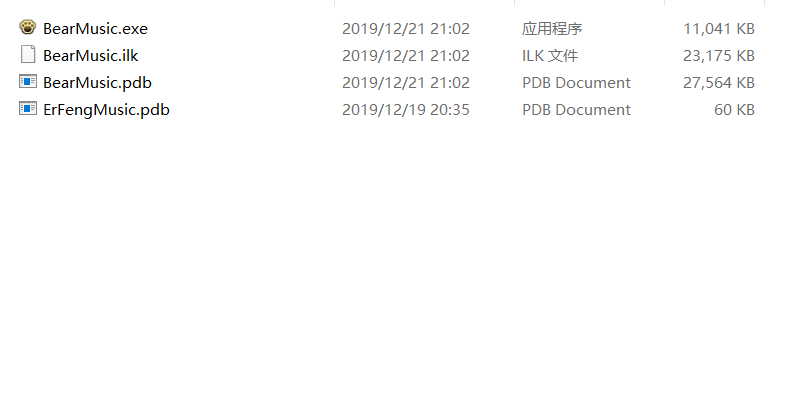 BearMusic.exe 2019/12/21 21:02 应用程序 11,041 KB
BearMusic.ilk 2019/12/21 21:02 ILK 文件 23,175 KB
BearMusic.pdb 2019/12/21 21:02 PDB Document 27,564 KB
ErFengMusic.pdb 2019/12/19 20:35 PDB Document 60 KB